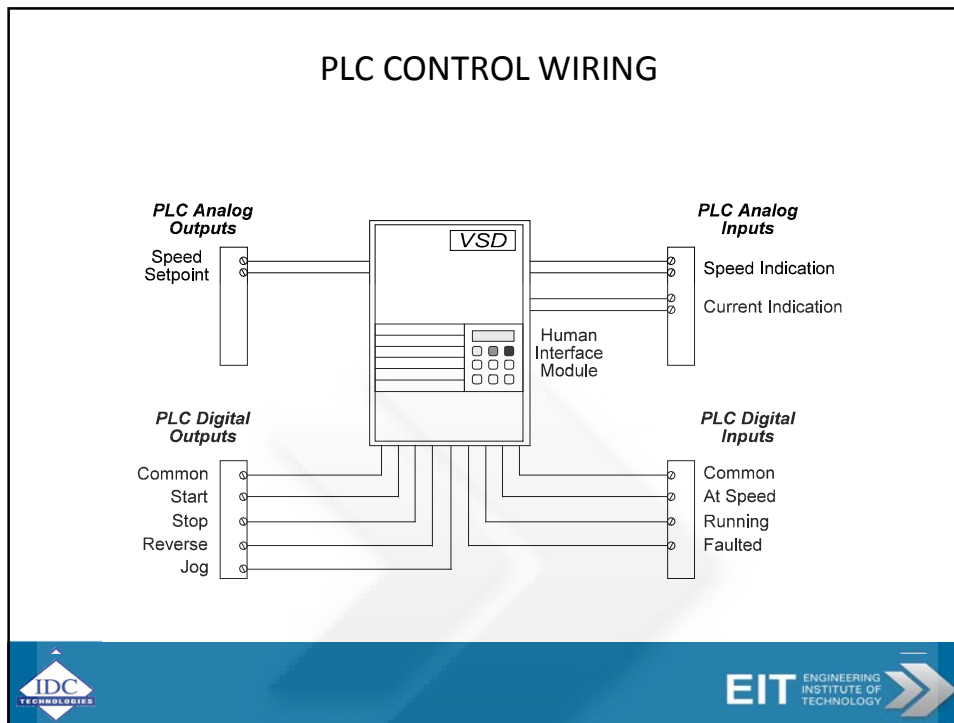 PLC CONTROL WIRING
PLC Analog
Outputs
Speed
Setpoint
VSD
Human
Interface
Module
PLC Analog
Inputs
Speed Indication
Current Indication
PLC Digital
Outputs
Common
Start
Stop
Reverse
Jog
PLC Digital
Inputs
Common
At Speed
Running
Faulted
IDC
TECHNOLOGIES
EIT
ENGINEERING
INSTITUTE OF
TECHNOLOGY